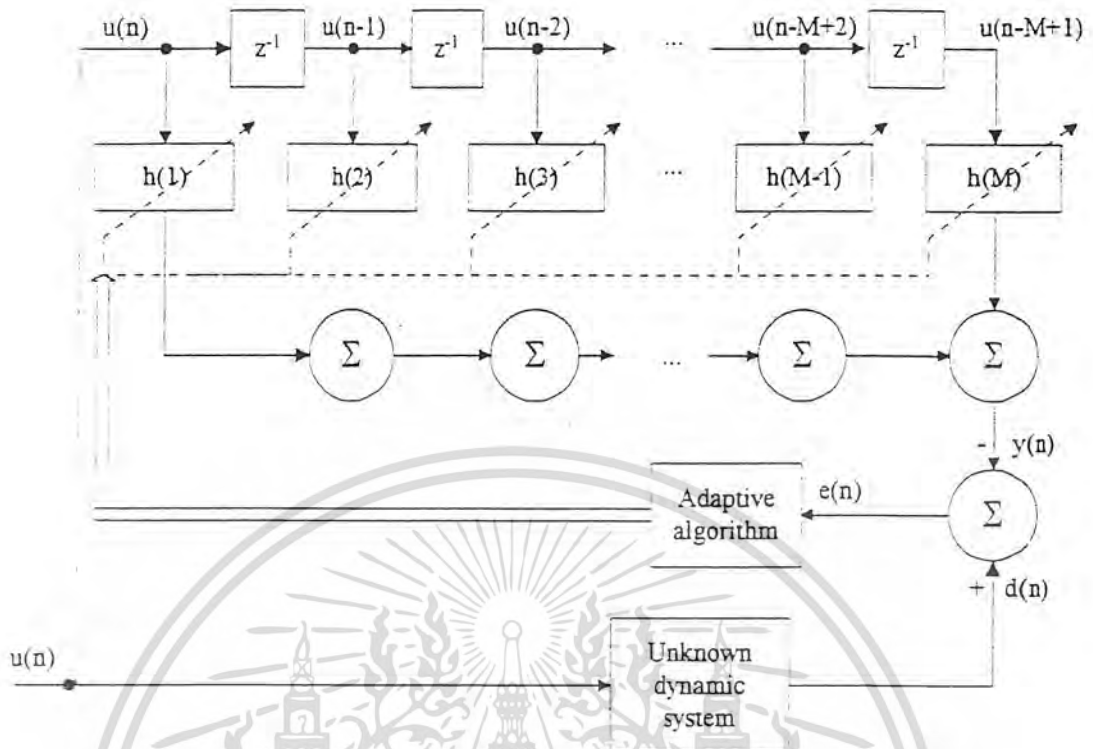 u(n) u(n-1) u(n-2) ... u(n-M+2) u(n-M+1)
z⁻¹ z⁻¹ z⁻¹
h(1) h(2) h(3) ... h(M-1) h(M)
Σ Σ ... Σ Σ
- y(n)
Adaptive
algorithm
e(n)
Σ
+ d(n)
u(n)
Unknown
dynamic
system